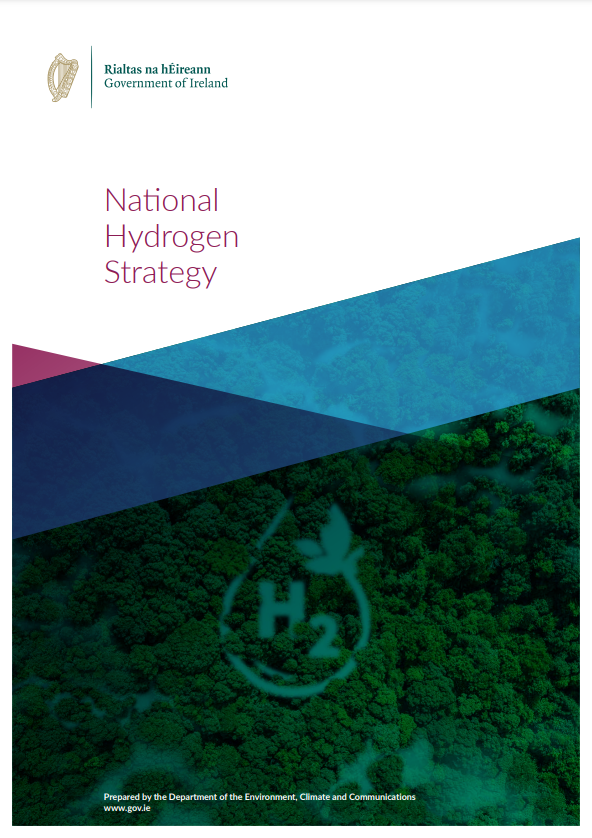 Rialtas na hÉireann
Government of Ireland
National
Hydrogen
Strategy
H2
Prepared by the Department of the Environment, Climate and Communications
www.gov.ie